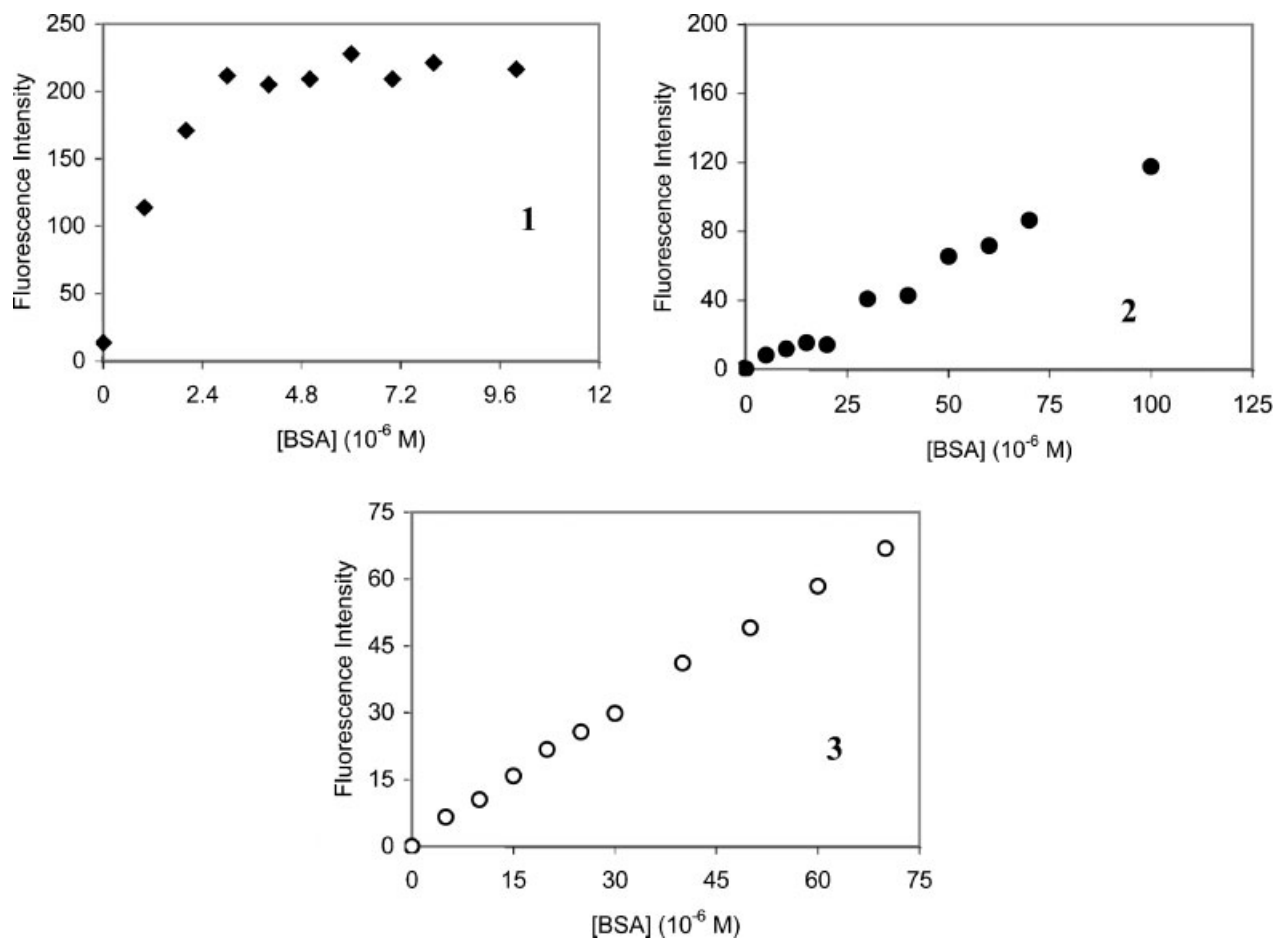 250
200
150
100
50
0
Fluorescence Intensity
1
0 2.4 4.8 7.2 9.6 12
[BSA] (10⁻⁶ M)
200
160
120
80
40
0
Fluorescence Intensity
2
0 25 50 75 100 125
[BSA] (10⁻⁶ M)
75
60
45
30
15
0
Fluorescence Intensity
3
0 15 30 45 60 75
[BSA] (10⁻⁶ M)